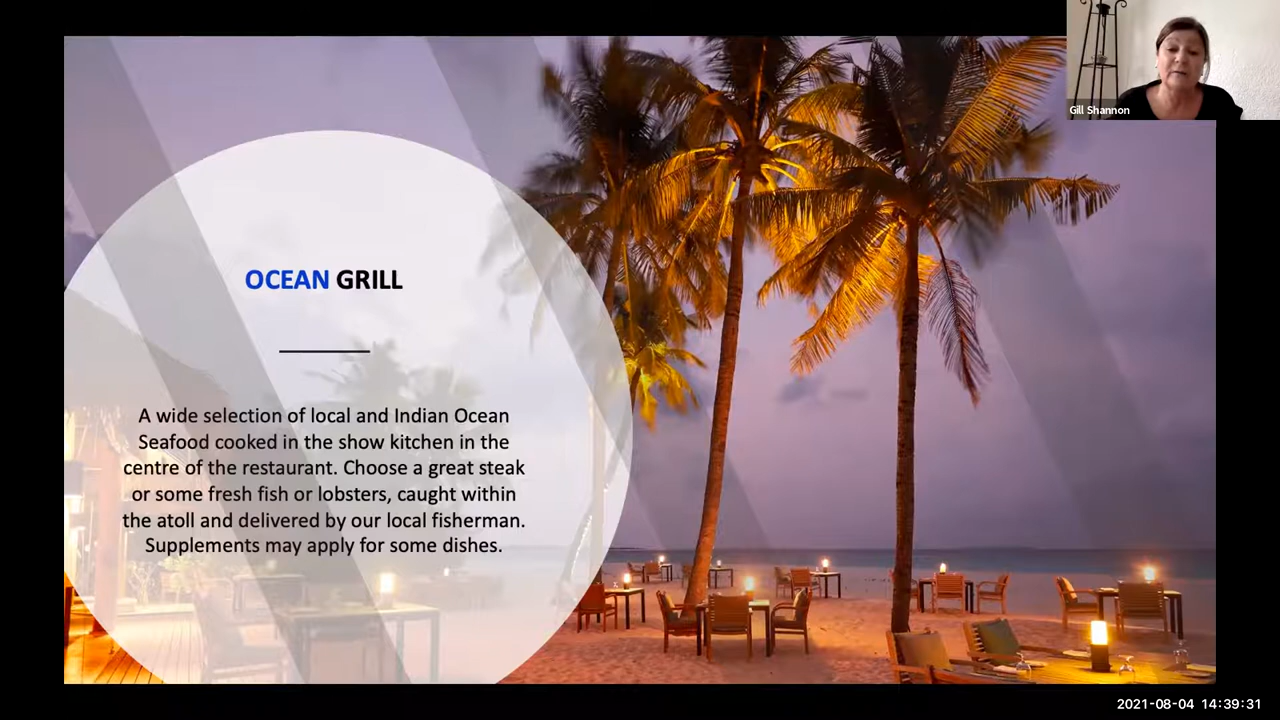 Gill Shannon
OCEAN GRILL
A wide selection of local and Indian Ocean
Seafood cooked in the show kitchen in the
centre of the restaurant. Choose a great steak
or some fresh fish or lobsters, caught within
the atoll and delivered by our local fisherman.
Supplements may apply for some dishes.
2021-08-04 14:39:31